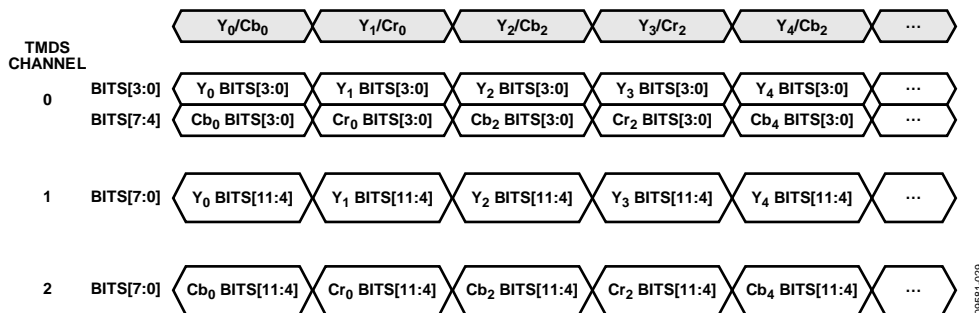 Y0/Cb0 Y1/Cr0 Y2/Cb2 Y3/Cr2 Y4/Cb2 ...
TMDS
CHANNEL
0
BITS[3:0] Y0 BITS[3:0] Y1 BITS[3:0] Y2 BITS[3:0] Y3 BITS[3:0] Y4 BITS[3:0] ...
BITS[7:4] Cb0 BITS[3:0] Cr0 BITS[3:0] Cb2 BITS[3:0] Cr2 BITS[3:0] Cb4 BITS[3:0] ...
1 BITS[7:0] Y0 BITS[11:4] Y1 BITS[11:4] Y2 BITS[11:4] Y3 BITS[11:4] Y4 BITS[11:4] ...
2 BITS[7:0] Cb0 BITS[11:4] Cr0 BITS[11:4] Cb2 BITS[11:4] Cr2 BITS[11:4] Cb4 BITS[11:4] ...